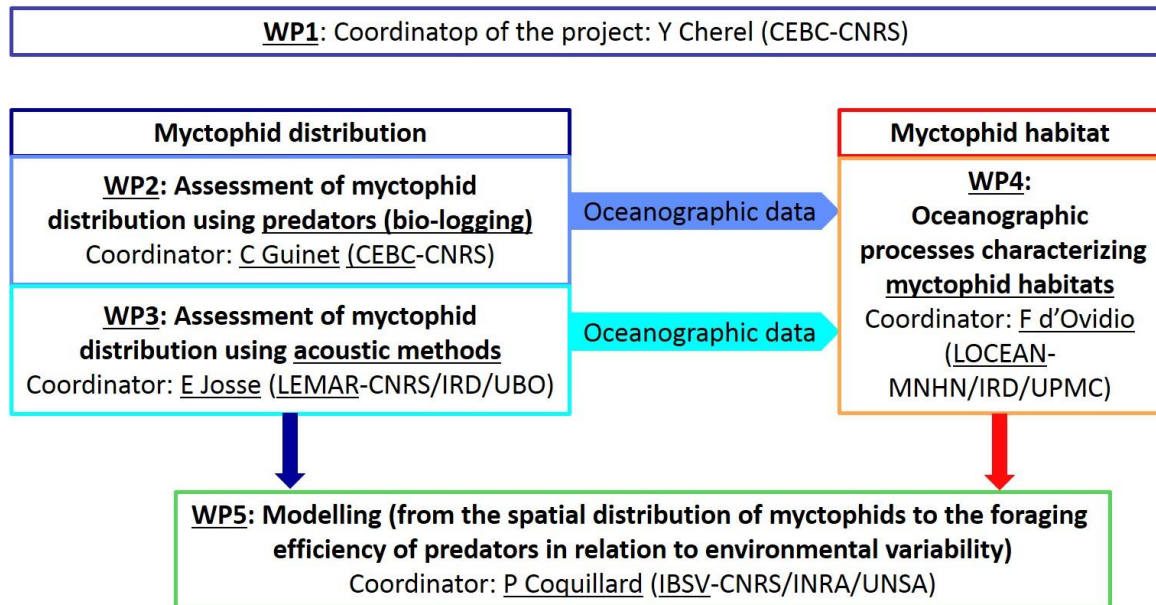 WP1: Coordinatop of the project: Y Cherel (CEBC-CNRS)
Myctophid distribution
WP2: Assessment of myctophid
distribution using predators (bio-logging)
Coordinator: C Guinet (CEBC-CNRS)
Oceanographic data
WP3: Assessment of myctophid
distribution using acoustic methods
Coordinator: E Josse (LEMAR-CNRS/IRD/UBO)
Oceanographic data
Myctophid habitat
WP4:
Oceanographic
processes characterizing
myctophid habitats
Coordinator: F d’Ovidio
(LOCEAN-
MNHN/IRD/UPMC)
WP5: Modelling (from the spatial distribution of myctophids to the foraging
efficiency of predators in relation to environmental variability)
Coordinator: P Coquillard (IBSV-CNRS/INRA/UNSA)